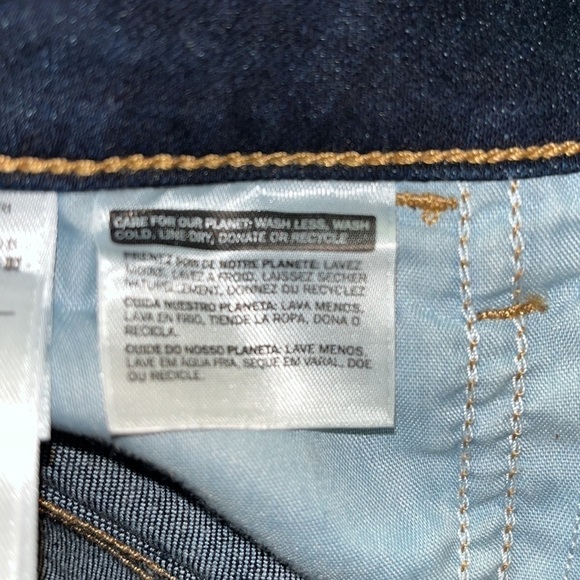 CARE FOR OUR PLANET: WASH LESS, WASH
COLD, LINE DRY, DONATE OR RECYCLE
PRENEZ SOIN DE NOTRE PLANETE: LAVEZ
MOINS, LAVEZ A FROID, LAISSEZ SECHER
NATURELLEMENT, DONNEZ OU RECYCLEZ
CUIDA NUESTRO PLANETA: LAVA MENOS,
LAVA EN FRIO, TIENDE LA ROPA, DONA O
RECICLA.
CUIDE DO NOSSO PLANETA: LAVE MENOS,
LAVE EM ÁGUA FRIA, SEQUE EM VARAL, DOE
OU RECICLE.